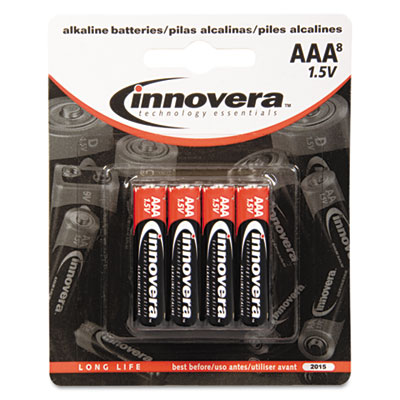 alkaline batteries/pilas alcalinas/piles alcalines
AAA⁸
1.5V
innovera™
technology essentials
D
AAA
1.5V
innovera
AAA
1.5V
innovera
AAA
1.5V
innovera
AAA
1.5V
innovera
LONG LIFE
best before/uso antes/utiliser avant
2015